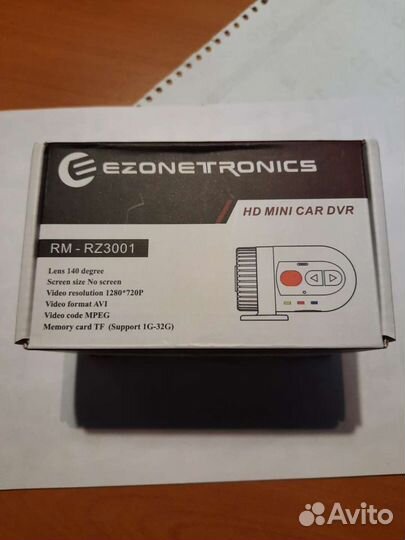 EZONETRONICS
HD MINI CAR DVR
RM - RZ3001
Lens 140 degree
Screen size No screen
Video resolution 1280*720P
Video format AVI
Video code MPEG
Memory card TF (Support 1G-32G)
Avito